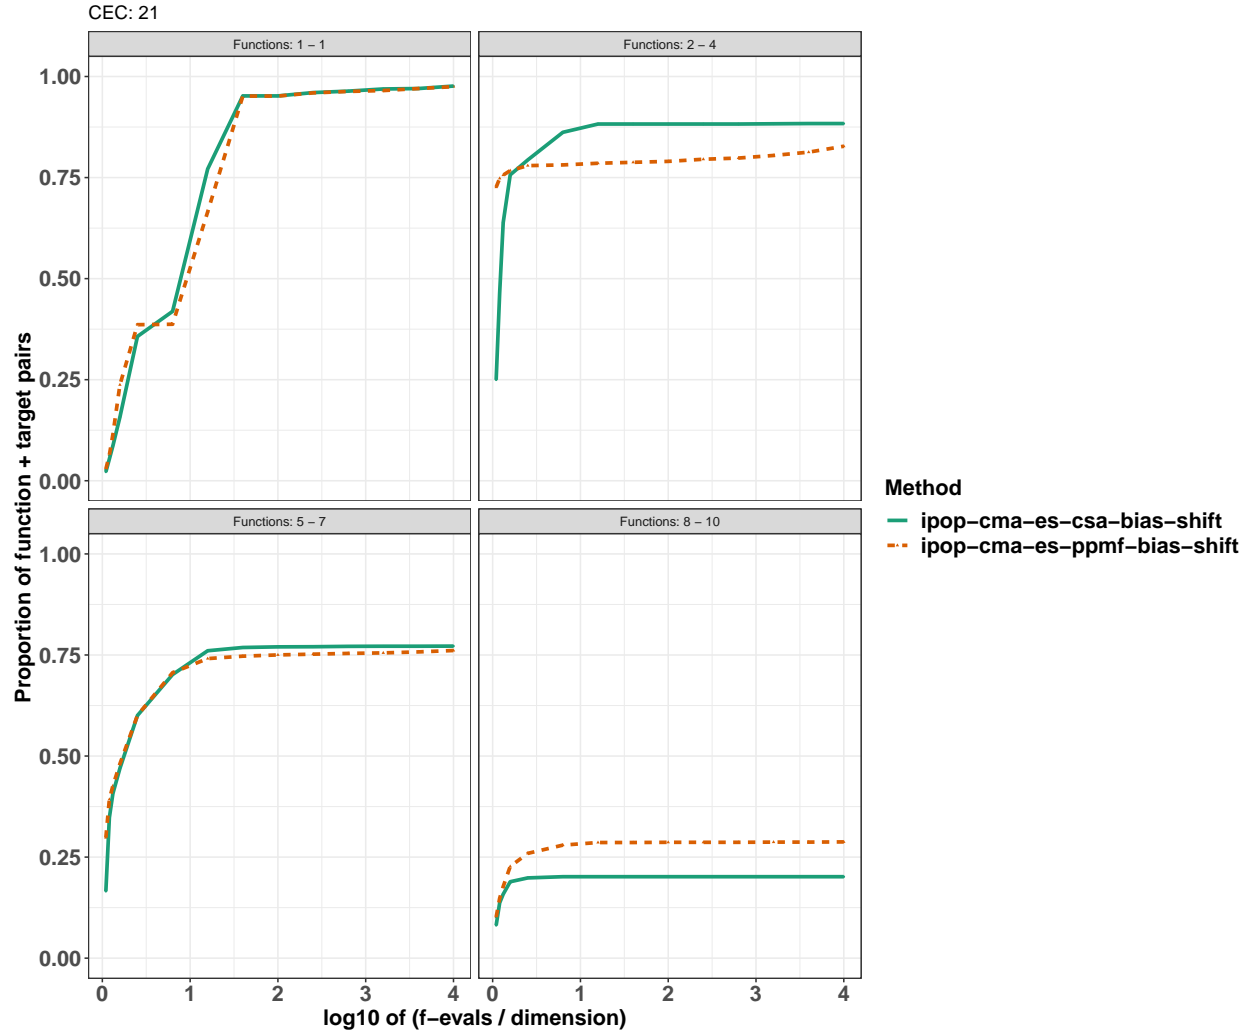 CEC: 21
Functions: 1 − 1
Functions: 2 − 4
1.00
0.75
0.50
0.25
0.00
Functions: 5 − 7
Functions: 8 − 10
1.00
0.75
0.50
0.25
0.00
0 1 2 3 4
0 1 2 3 4
log10 of (f−evals / dimension)
Proportion of function + target pairs
Method
ipop−cma−es−csa−bias−shift
ipop−cma−es−ppmf−bias−shift